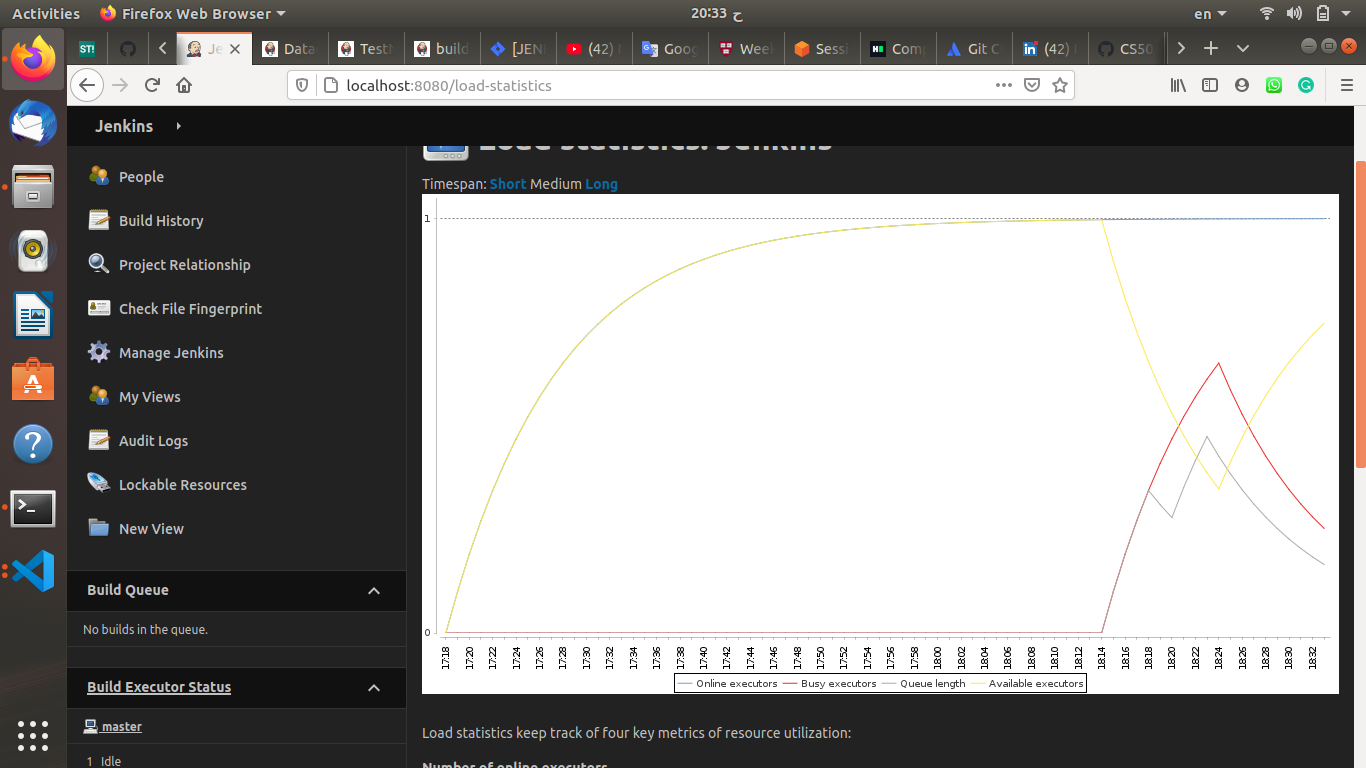 Activities Firefox Web Browser en
20:33 ح
ST! Je Data TestN build [JEN (42) Goog Wee Sessi Com Git C (42) CS50
localhost:8080/load-statistics
Jenkins
Load statistics: Jenkins
People
Build History
Project Relationship
Check File Fingerprint
Manage Jenkins
My Views
Audit Logs
Lockable Resources
New View
Build Queue
No builds in the queue.
Build Executor Status
master
1 Idle
Timespan: Short Medium Long
1
0
17:18 17:20 17:22 17:24 17:26 17:28 17:30 17:32 17:34 17:36 17:38 17:40 17:42 17:44 17:46 17:48 17:50 17:52 17:54 17:56 17:58 18:00 18:02 18:04 18:06 18:08 18:10 18:12 18:14 18:16 18:18 18:20 18:22 18:24 18:26 18:28 18:30 18:32
Online executors Busy executors Queue length Available executors
Load statistics keep track of four key metrics of resource utilization:
Number of online executors